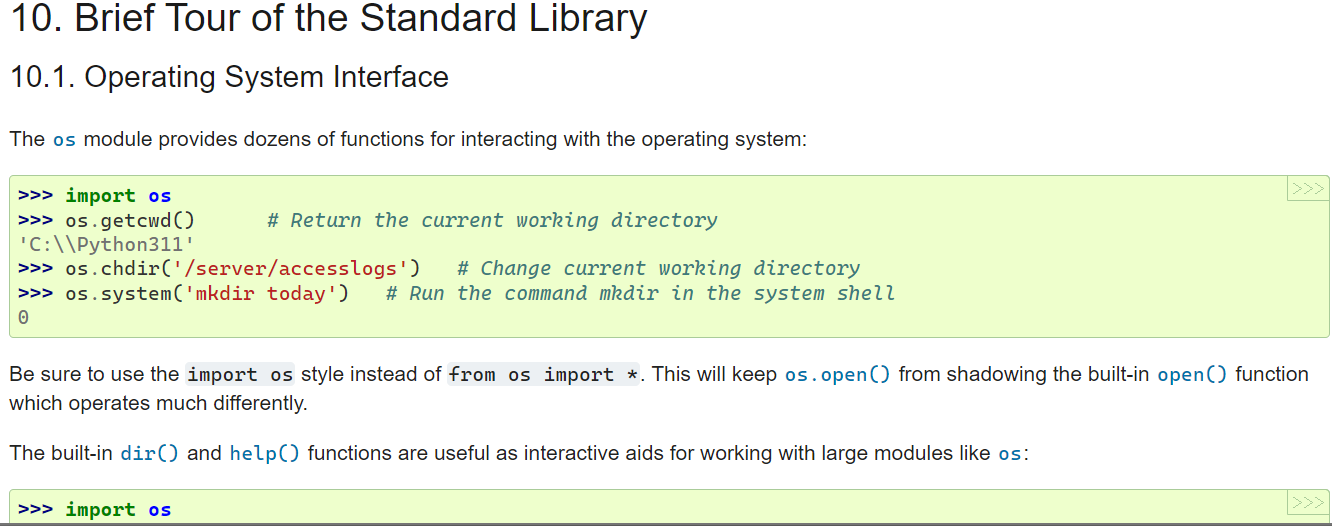 10. Brief Tour of the Standard Library
10.1. Operating System Interface
The os module provides dozens of functions for interacting with the operating system:
>>>
>>> import os
>>> os.getcwd()      # Return the current working directory
'C:\\Python311'
>>> os.chdir('/server/accesslogs')   # Change current working directory
>>> os.system('mkdir today')   # Run the command mkdir in the system shell
0
Be sure to use the import os style instead of from os import *. This will keep os.open() from shadowing the built-in open() function
which operates much differently.
The built-in dir() and help() functions are useful as interactive aids for working with large modules like os:
>>>
>>> import os